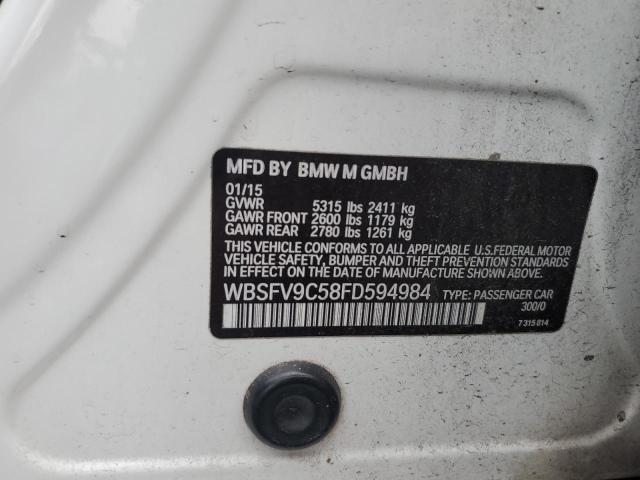 MFD BY BMW M GMBH
01/15
GVWR 5315 lbs 2411 kg
GAWR FRONT 2600 lbs 1179 kg
GAWR REAR 2780 lbs 1261 kg
THIS VEHICLE CONFORMS TO ALL APPLICABLE U.S.FEDERAL MOTOR
VEHICLE SAFETY, BUMPER AND THEFT PREVENTION STANDARDS
IN EFFECT ON THE DATE OF MANUFACTURE SHOWN ABOVE.
WBSFV9C58FD594984 TYPE: PASSENGER CAR
300/0
7315814